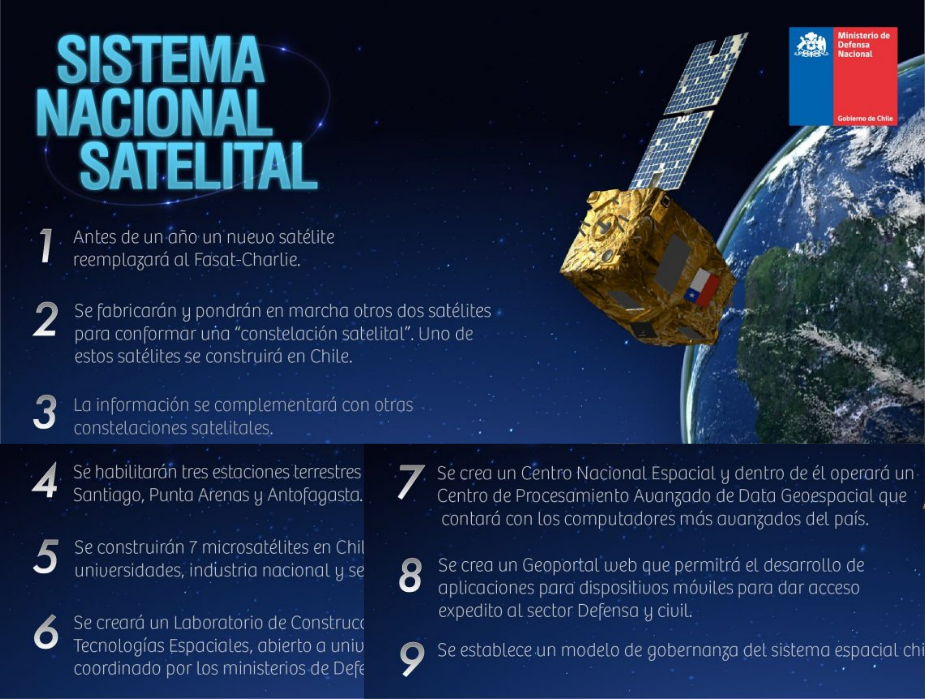 SISTEMA
NACIONAL
SATELITAL
Ministerio de
Defensa
Nacional
Gobierno de Chile
1 Antes de un año un nuevo satélite
reemplazará al Fasat-Charlie.
2 Se fabricarán y pondrán en marcha otros dos satélites
para conformar una “constelación satelital”. Uno de
estos satélites se construirá en Chile.
3 La información se complementará con otras
constelaciones satelitales.
4 Se habilitarán tres estaciones terrestres
Santiago, Punta Arenas y Antofagasta.
5 Se construirán 7 microsatélites en
universidades, industria nacional y
6 Se creará un Laboratorio de
Tecnologías Espaciales, abierto a
coordinado por los ministerios de
7 Se crea un Centro Nacional Espacial y dentro de él operará un
Centro de Procesamiento Avanzado de Data Geoespacial que
contará con los computadores más avanzados del país.
8 Se crea un Geoportal web que permitrá el desarrollo de
aplicaciones para dispositivos móviles para dar acceso
expedito al sector Defensa y civil.
9 Se establece un modelo de gobernanza del sistema espacial